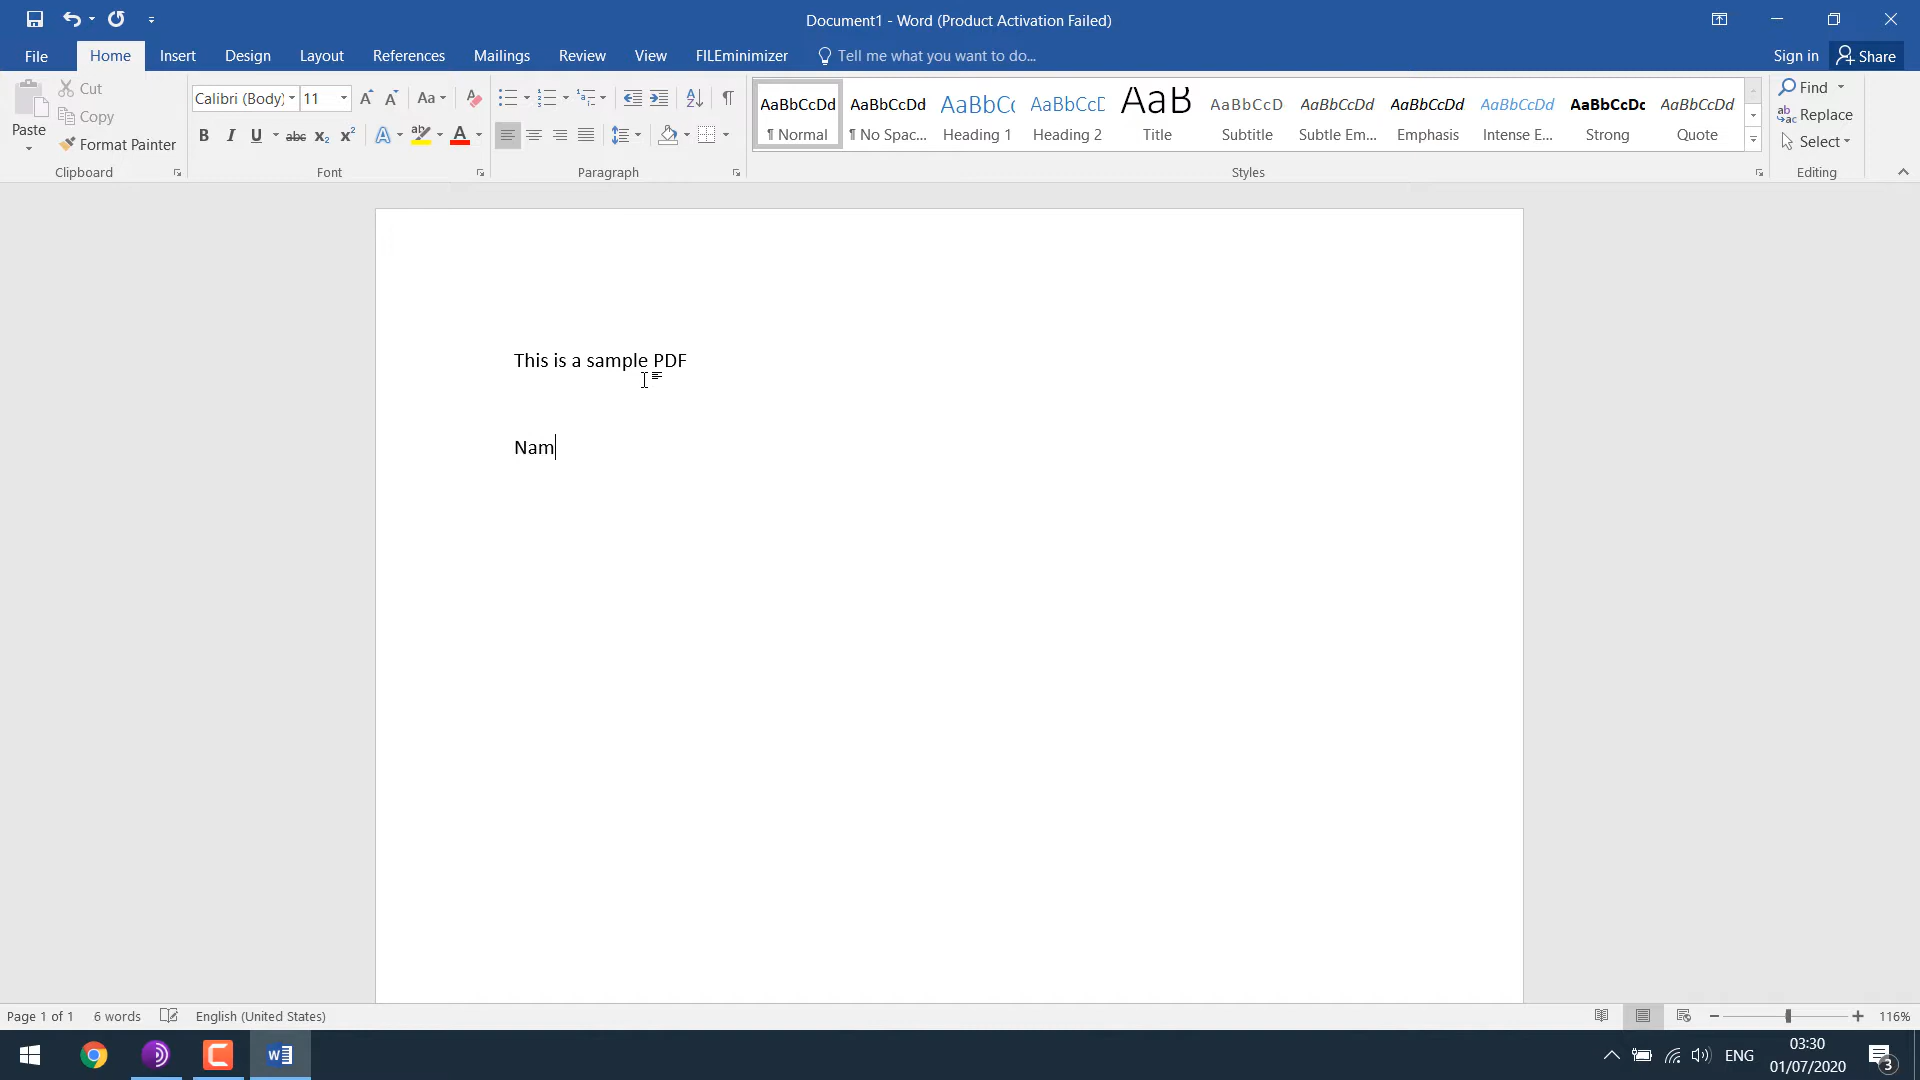 Document1 - Word (Product Activation Failed)
File Home Insert Design Layout References Mailings Review View FILEminimizer Tell me what you want to do... Sign in Share
Paste
Cut
Copy
Format Painter
Clipboard
Calibri (Body) 11
Font
Paragraph
AaBbCcDd AaBbCcDd AaBbCc AaBbCcD AaB AaBbCcD AaBbCcDd AaBbCcDd AaBbCcDd AaBbCcDc AaBbCcDd
¶ Normal ¶ No Spac... Heading 1 Heading 2 Title Subtitle Subtle Em... Emphasis Intense E... Strong Quote
Styles
Find
Replace
Select
Editing
This is a sample PDF
Nam
Page 1 of 1 6 words English (United States) 116%
ENG
03:30
01/07/2020
3